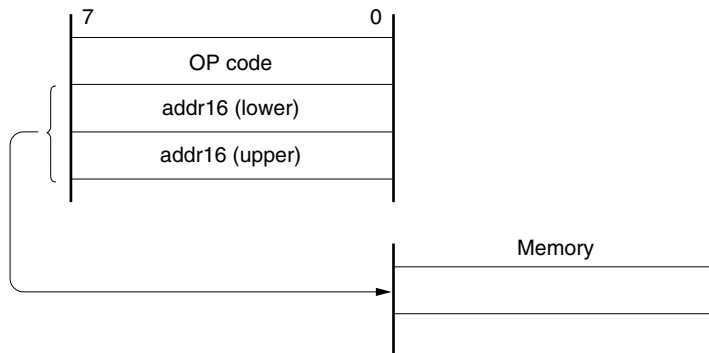 7 0
OP code
addr16 (lower)
addr16 (upper)
Memory